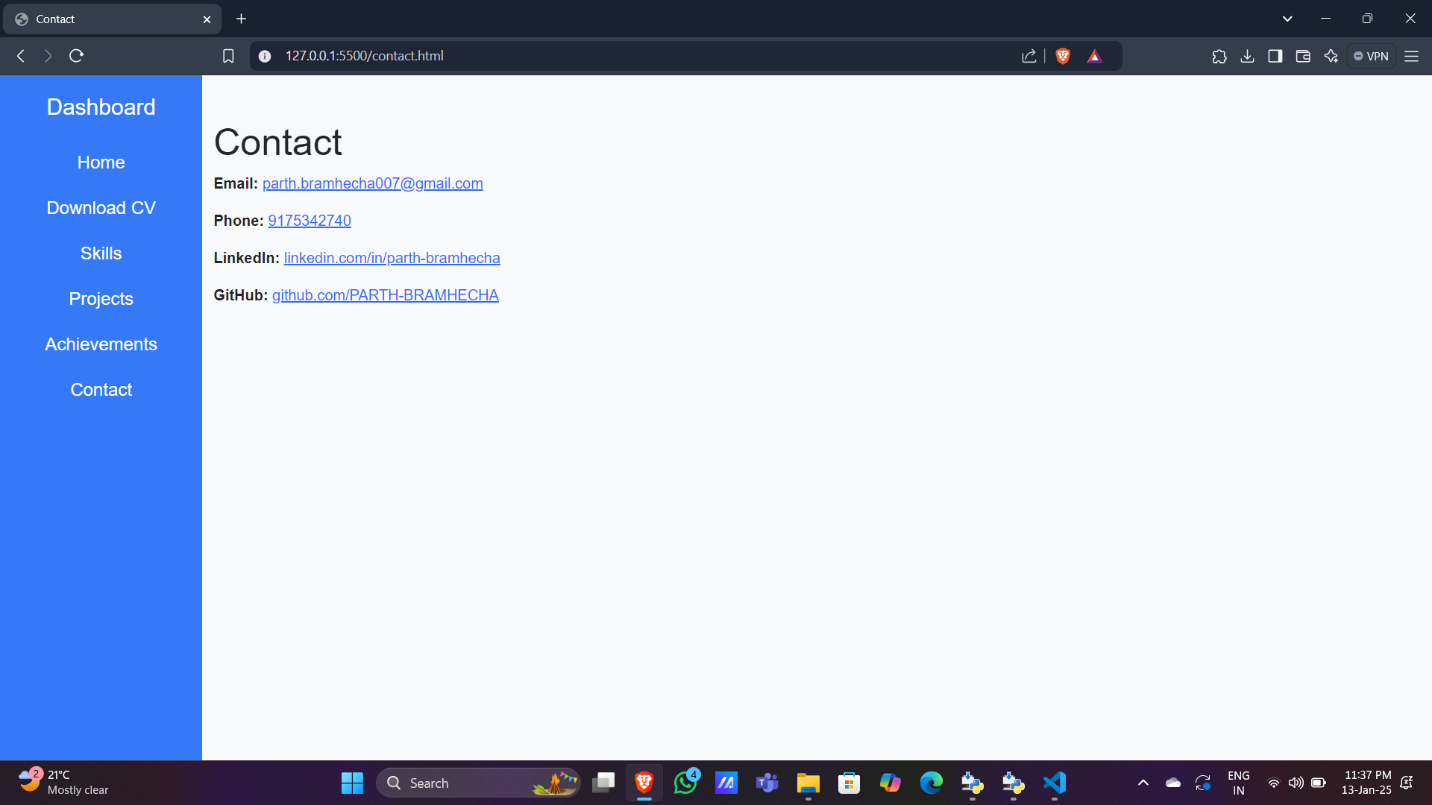 Contact
127.0.0.1:5500/contact.html
VPN
Dashboard
Home
Download CV
Skills
Projects
Achievements
Contact
Contact
Email: parth.bramhecha007@gmail.com
Phone: 9175342740
LinkedIn: linkedin.com/in/parth-bramhecha
GitHub: github.com/PARTH-BRAMHECHA
2
21°C
Mostly clear
Search
4
ENG
IN
11:37 PM
13-Jan-25